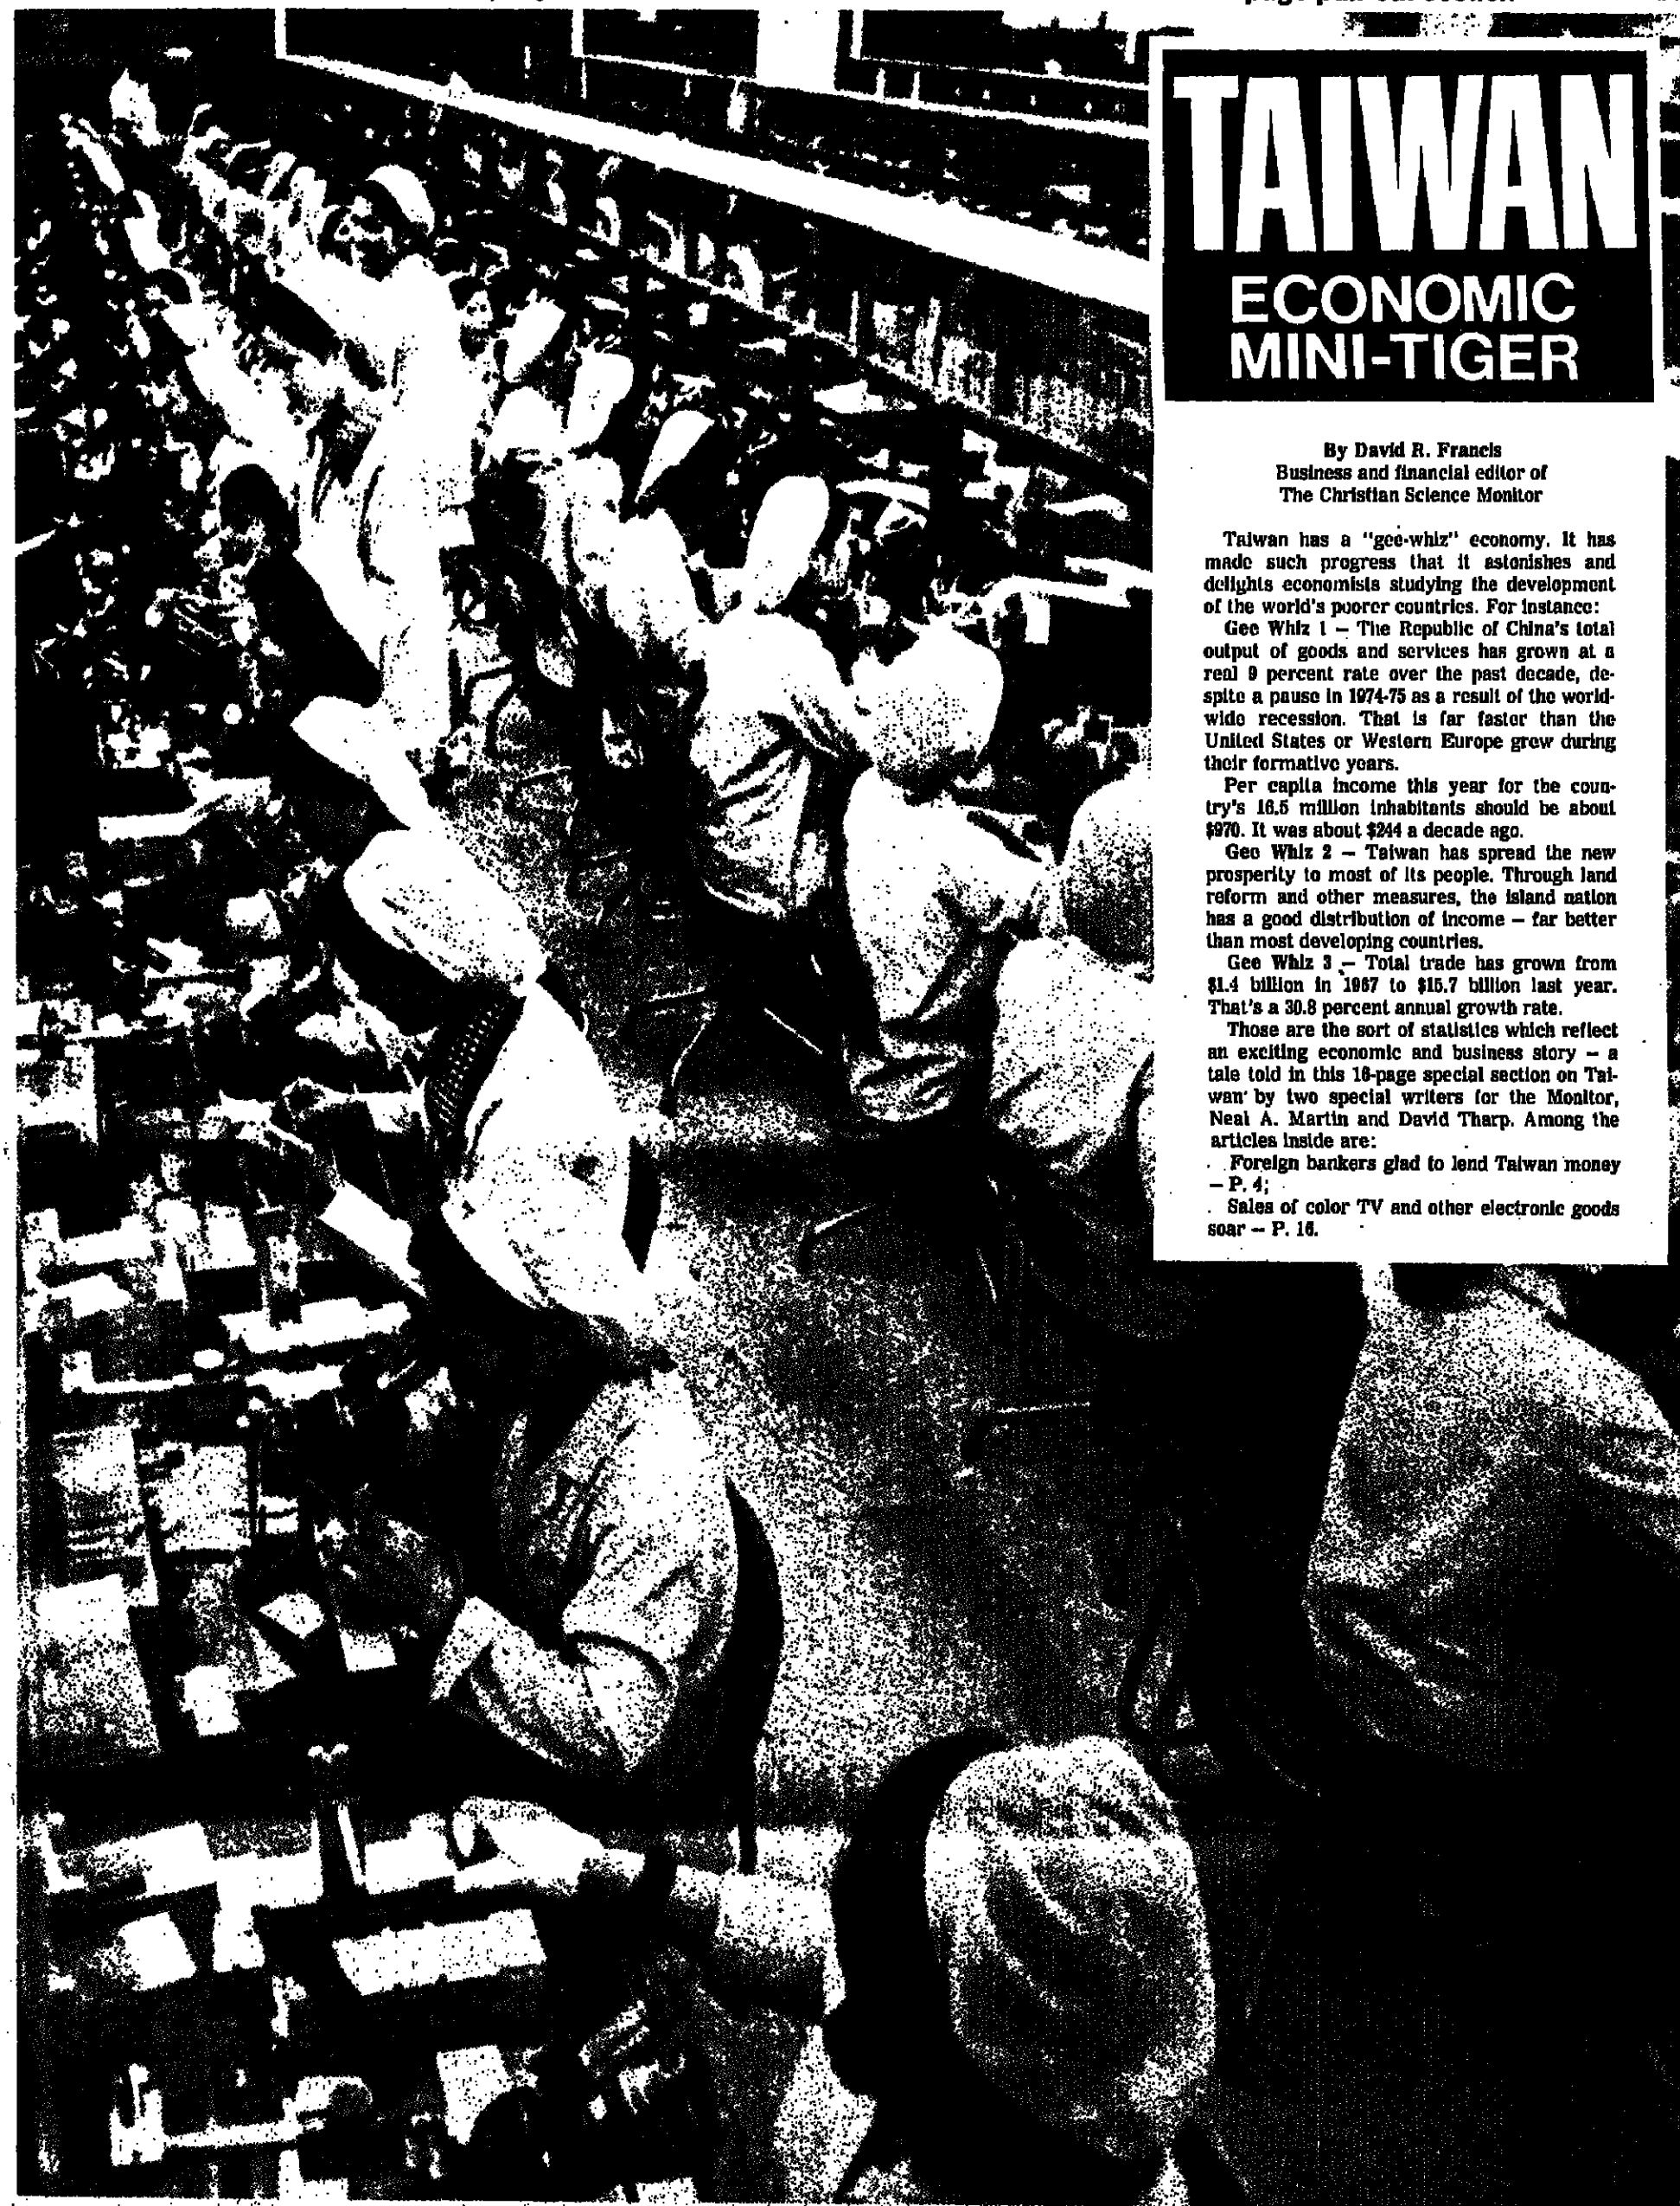 TAIWAN
ECONOMIC
MINI-TIGER
By David R. Francis
Business and financial editor of
The Christian Science Monitor
Taiwan has a "gee-whiz" economy. It has
made such progress that it astonishes and
delights economists studying the development
of the world's poorer countries. For instance:
Gee Whiz 1 – The Republic of China's total
output of goods and services has grown at a
real 9 percent rate over the past decade, de-
spite a pause in 1974-75 as a result of the world-
wide recession. That is far faster than the
United States or Western Europe grew during
their formative years.
Per capita income this year for the coun-
try's 16.5 million inhabitants should be about
$970. It was about $244 a decade ago.
Gee Whiz 2 – Taiwan has spread the new
prosperity to most of its people. Through land
reform and other measures, the island nation
has a good distribution of income – far better
than most developing countries.
Gee Whiz 3 – Total trade has grown from
$1.4 billion in 1967 to $15.7 billion last year.
That's a 30.8 percent annual growth rate.
Those are the sort of statistics which reflect
an exciting economic and business story – a
tale told in this 16-page special section on Tai-
wan by two special writers for the Monitor,
Neal A. Martin and David Tharp. Among the
articles inside are:
Foreign bankers glad to lend Taiwan money
– P. 4;
Sales of color TV and other electronic goods
soar – P. 16.